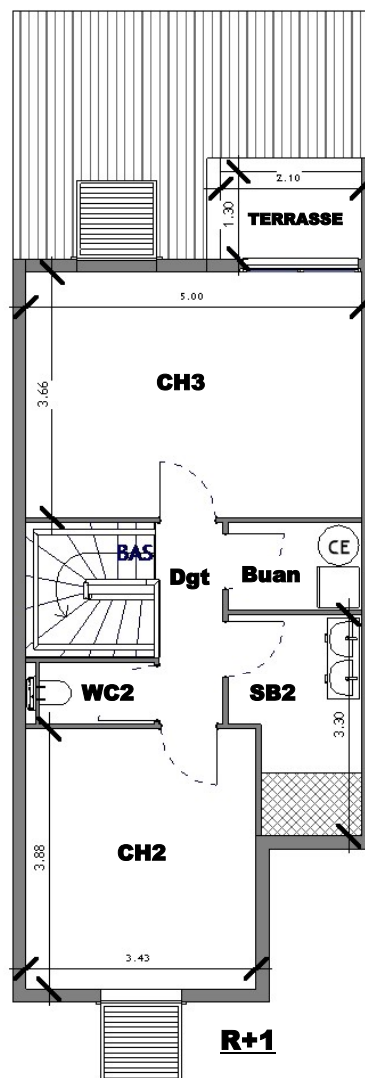 2.10
1.30
TERRASSE
5.00
3.66
CH3
BAS
Dgt
Buan
CE
WC2
SB2
3.30
CH2
3.88
3.43
R+1